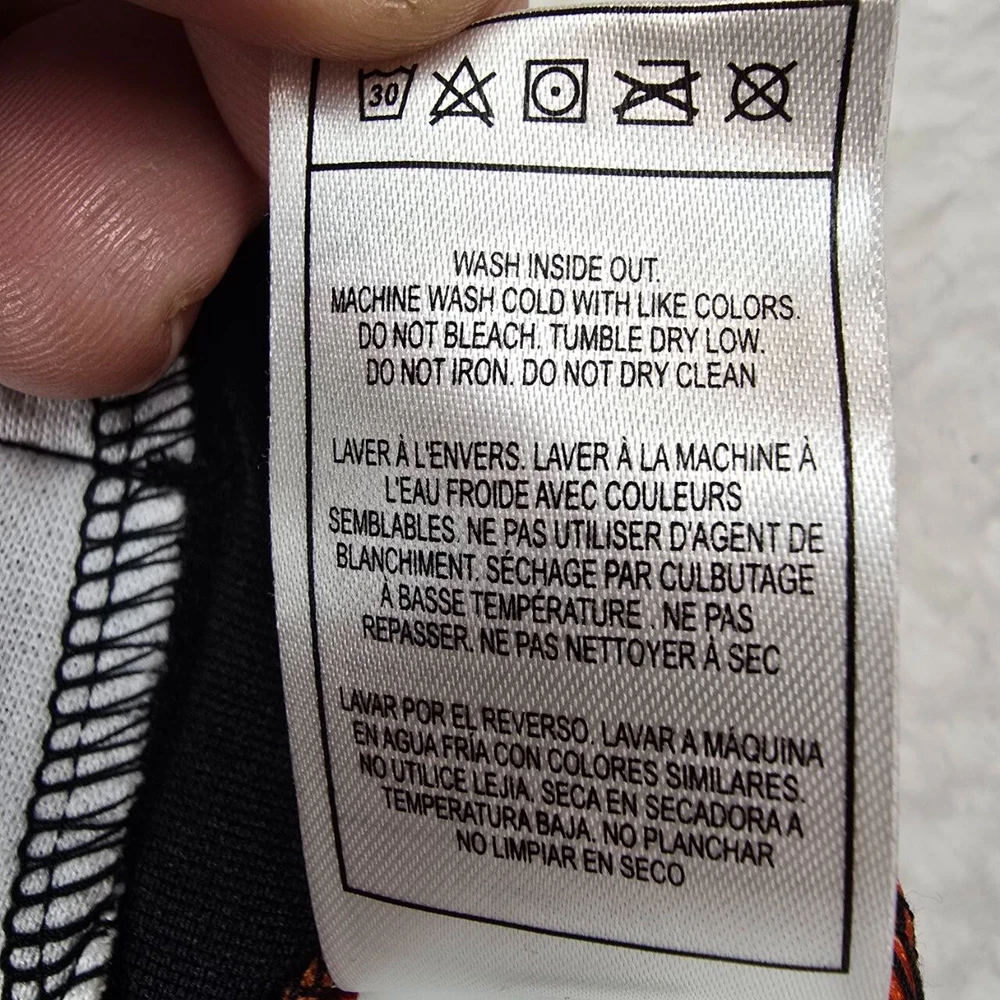 30
WASH INSIDE OUT.
MACHINE WASH COLD WITH LIKE COLORS.
DO NOT BLEACH. TUMBLE DRY LOW.
DO NOT IRON. DO NOT DRY CLEAN
LAVER À L'ENVERS. LAVER À LA MACHINE À
L'EAU FROIDE AVEC COULEURS
SEMBLABLES. NE PAS UTILISER D'AGENT DE
BLANCHIMENT. SÉCHAGE PAR CULBUTAGE
À BASSE TEMPÉRATURE . NE PAS
REPASSER. NE PAS NETTOYER À SEC
LAVAR POR EL REVERSO. LAVAR A MÁQUINA
EN AGUA FRÍA CON COLORES SIMILARES.
NO UTILICE LEJIA. SECA EN SECADORA A
TEMPERATURA BAJA. NO PLANCHAR
NO LIMPIAR EN SECO